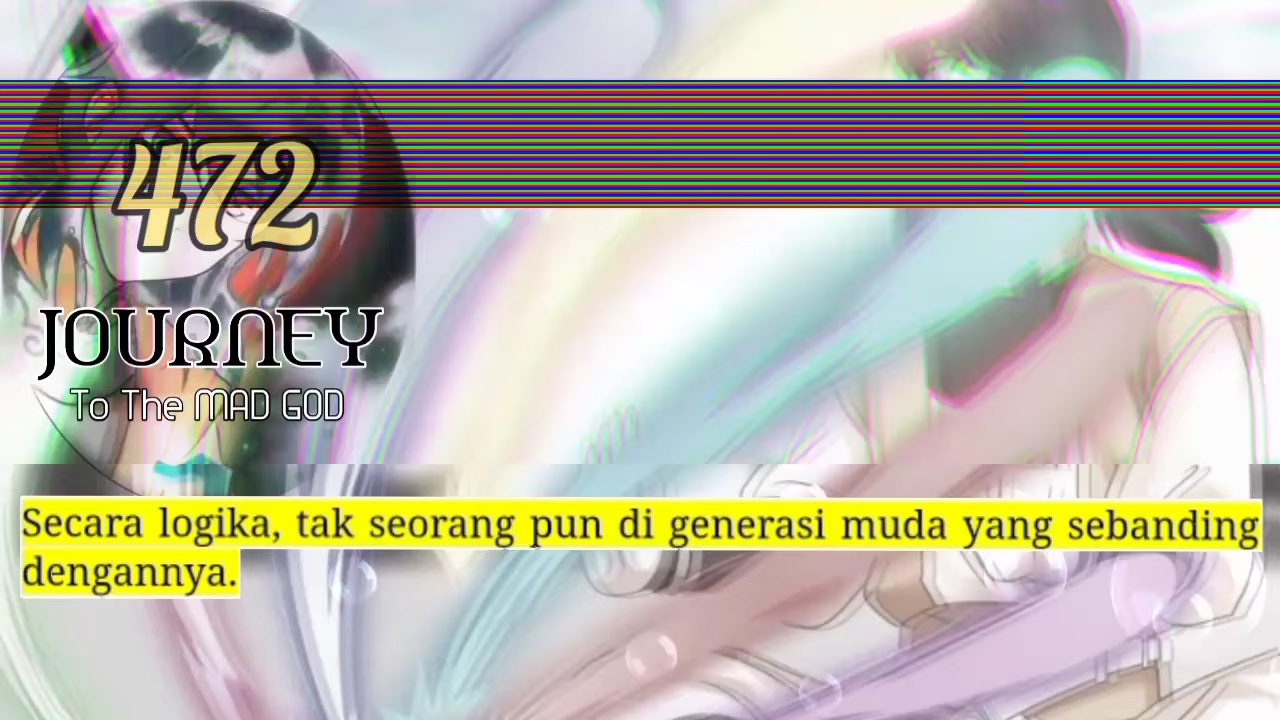 472
JOURNEY
To The MAD GOD
Secara logika, tak seorang pun di generasi muda yang sebanding
dengannya.